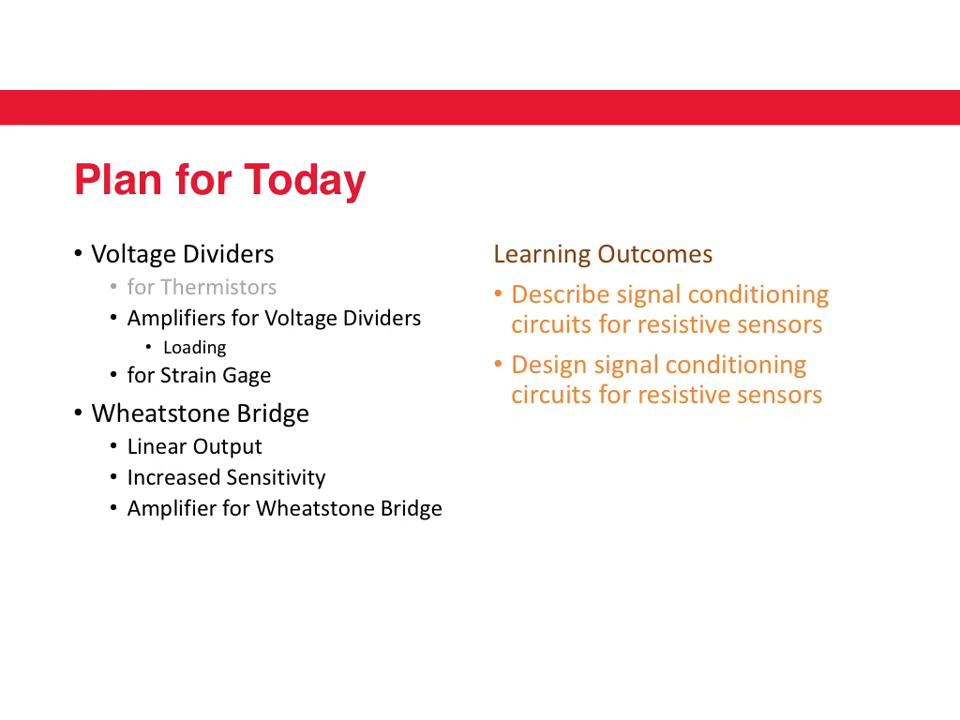 Plan for Today
• Voltage Dividers
• for Thermistors
• Amplifiers for Voltage Dividers
• Loading
• for Strain Gage
• Wheatstone Bridge
• Linear Output
• Increased Sensitivity
• Amplifier for Wheatstone Bridge
Learning Outcomes
• Describe signal conditioning
circuits for resistive sensors
• Design signal conditioning
circuits for resistive sensors